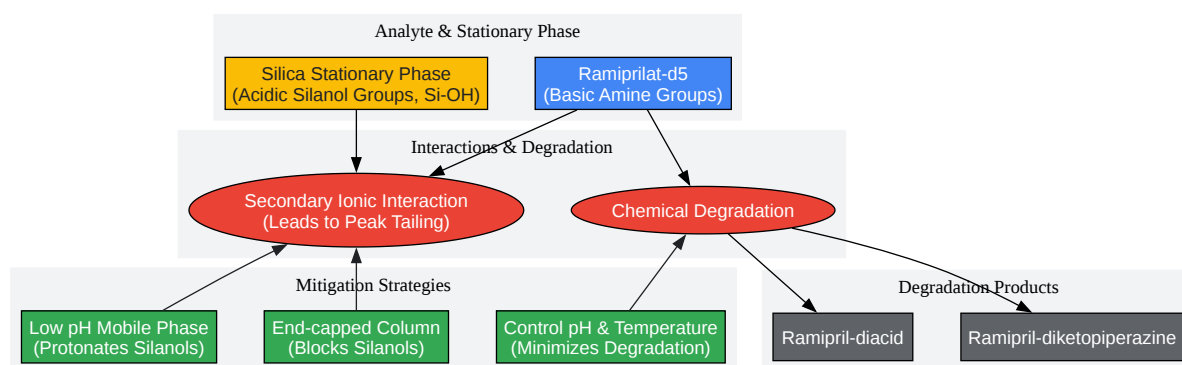 Analyte & Stationary Phase
Silica Stationary Phase
(Acidic Silanol Groups, Si-OH)
Ramiprilat-d5
(Basic Amine Groups)
Interactions & Degradation
Secondary Ionic Interaction
(Leads to Peak Tailing)
Chemical Degradation
Mitigation Strategies
Low pH Mobile Phase
(Protonates Silanols)
End-capped Column
(Blocks Silanols)
Control pH & Temperature
(Minimizes Degradation)
Degradation Products
Ramipril-diacid
Ramipril-diketopiperazine